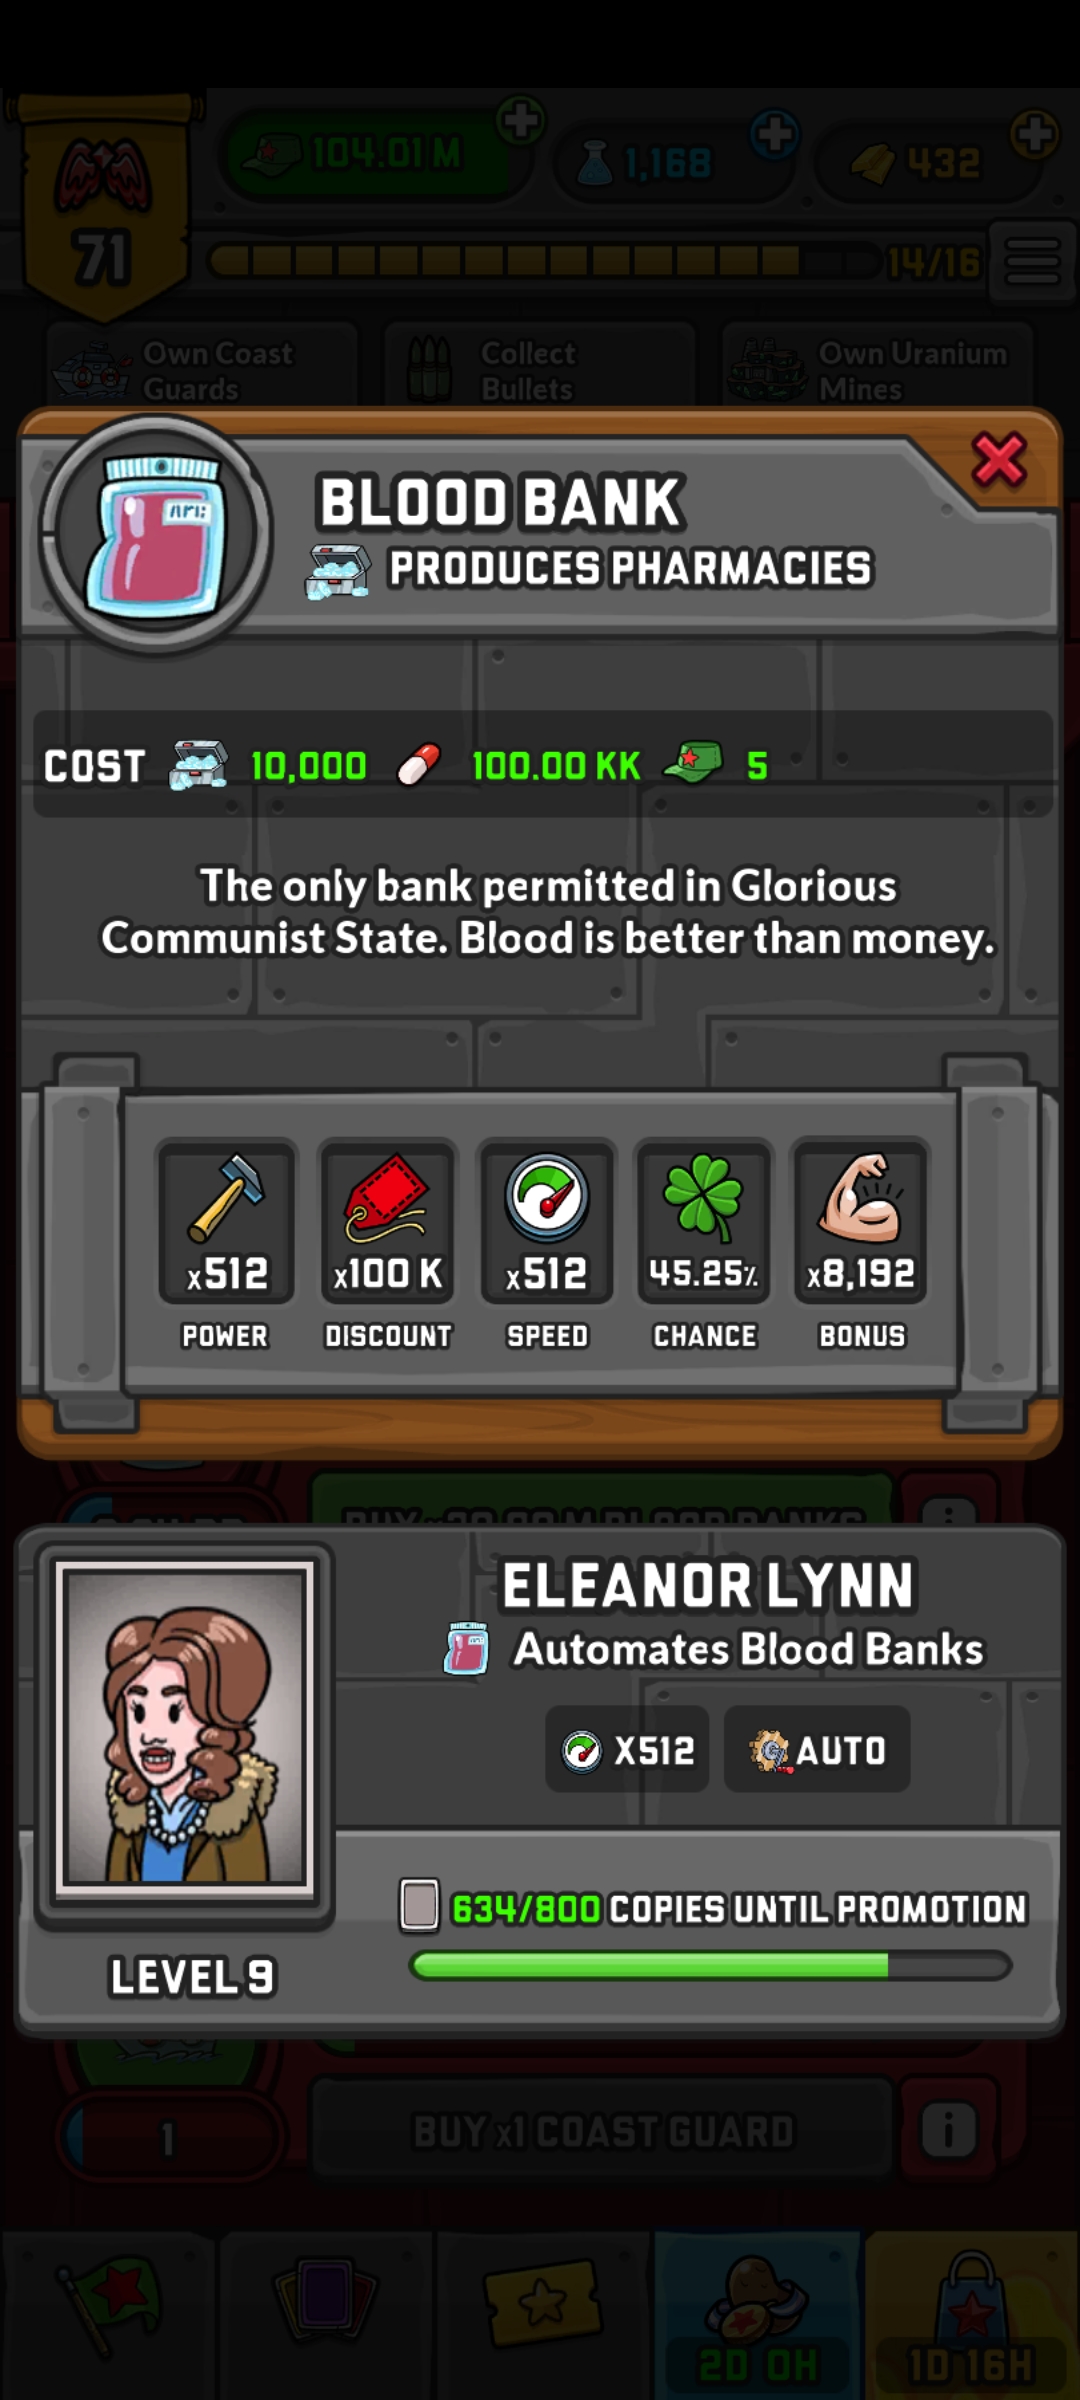 104.01 M
1,168
432
71
14/16
Own Coast
Guards
Collect
Bullets
Own Uranium
Mines
BLOOD BANK
PRODUCES PHARMACIES
COST 10,000 100.00 KK 5
The only bank permitted in Glorious
Communist State. Blood is better than money.
x512
x100 K
x512
45.25%
x8,192
POWER
DISCOUNT
SPEED
CHANCE
BONUS
ELEANOR LYNN
Automates Blood Banks
X512
AUTO
634/800 COPIES UNTIL PROMOTION
LEVEL 9
1
BUY x1 COAST GUARD
i
2D 0H
1D 16H